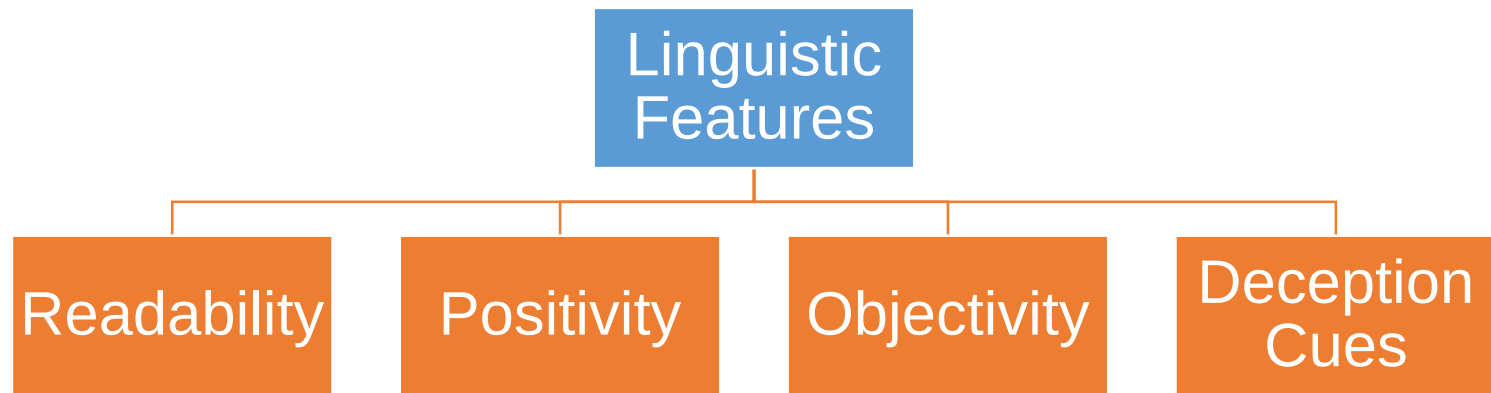 Linguistic
Features
Readability
Positivity
Objectivity
Deception
Cues